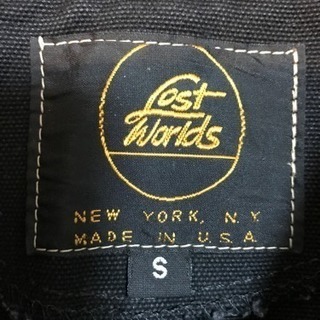 Lost
Worlds
NEW YORK, N.Y.
MADE IN U.S.A.
S